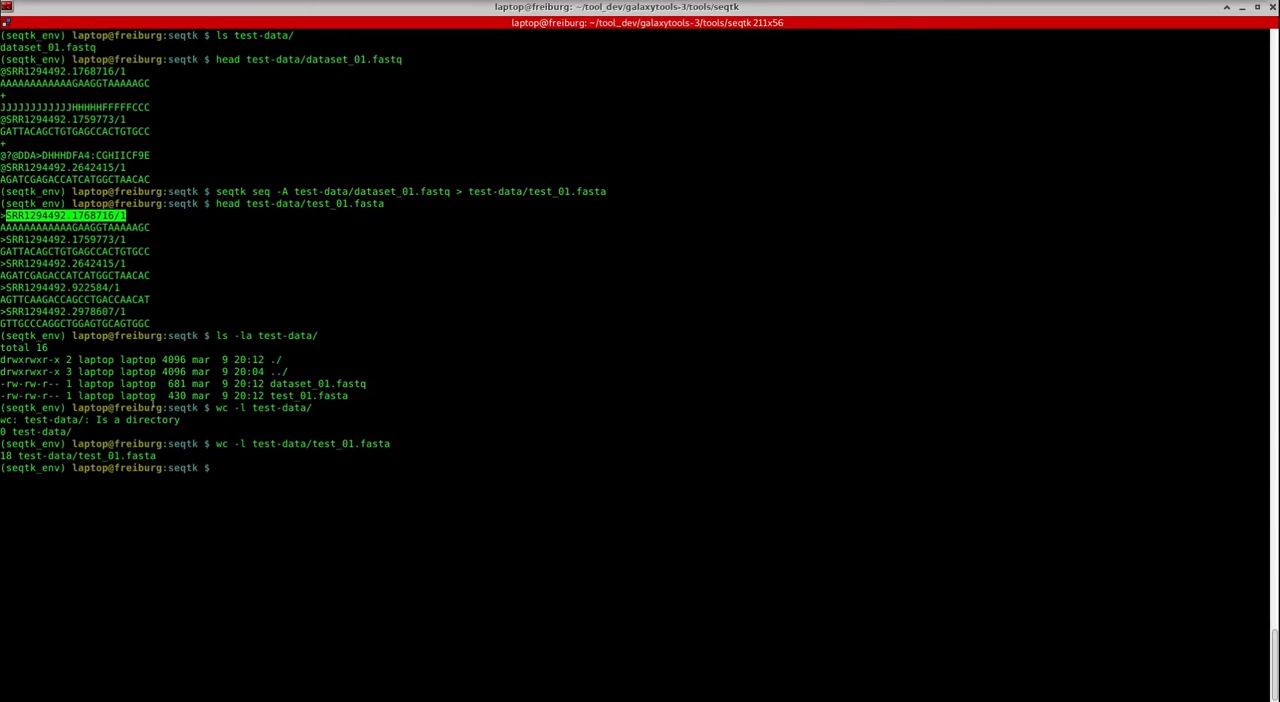 laptop@freiburg: ~/tool_dev/galaxytools-3/tools/seqtk
laptop@freiburg: ~/tool_dev/galaxytools-3/tools/seqtk 211x56
(seqtk_env) laptop@freiburg:seqtk $ ls test-data/
dataset_01.fastq
(seqtk_env) laptop@freiburg:seqtk $ head test-data/dataset_01.fastq
@SRR1294492.1768716/1
AAAAAAAAAAAAGAAGGTAAAAAGC
+
JJJJJJJJJJJJHHHHHFFFFFCCC
@SRR1294492.1759773/1
GATTACAGCTGTGAGCCACTGTGCC
+
@?@DDA>DHHHDFA4:CGHIICF9E
@SRR1294492.2642415/1
AGATCGAGACCATCATGGCTAACAC
(seqtk_env) laptop@freiburg:seqtk $ seqtk seq -A test-data/dataset_01.fastq > test-data/test_01.fasta
(seqtk_env) laptop@freiburg:seqtk $ head test-data/test_01.fasta
>SRR1294492.1768716/1
AAAAAAAAAAAAGAAGGTAAAAAGC
>SRR1294492.1759773/1
GATTACAGCTGTGAGCCACTGTGCC
>SRR1294492.2642415/1
AGATCGAGACCATCATGGCTAACAC
>SRR1294492.922584/1
AGTTCAAGACCAGCCTGACCAACAT
>SRR1294492.2978607/1
GTTGCCCAGGCTGGAGTGCAGTGGC
(seqtk_env) laptop@freiburg:seqtk $ ls -la test-data/
total 16
drwxrwxr-x 2 laptop laptop 4096 mar  9 20:12 ./
drwxrwxr-x 3 laptop laptop 4096 mar  9 20:04 ../
-rw-rw-r-- 1 laptop laptop  681 mar  9 20:12 dataset_01.fastq
-rw-rw-r-- 1 laptop laptop  430 mar  9 20:12 test_01.fasta
(seqtk_env) laptop@freiburg:seqtk $ wc -l test-data/
wc: test-data/: Is a directory
0 test-data/
(seqtk_env) laptop@freiburg:seqtk $ wc -l test-data/test_01.fasta
18 test-data/test_01.fasta
(seqtk_env) laptop@freiburg:seqtk $